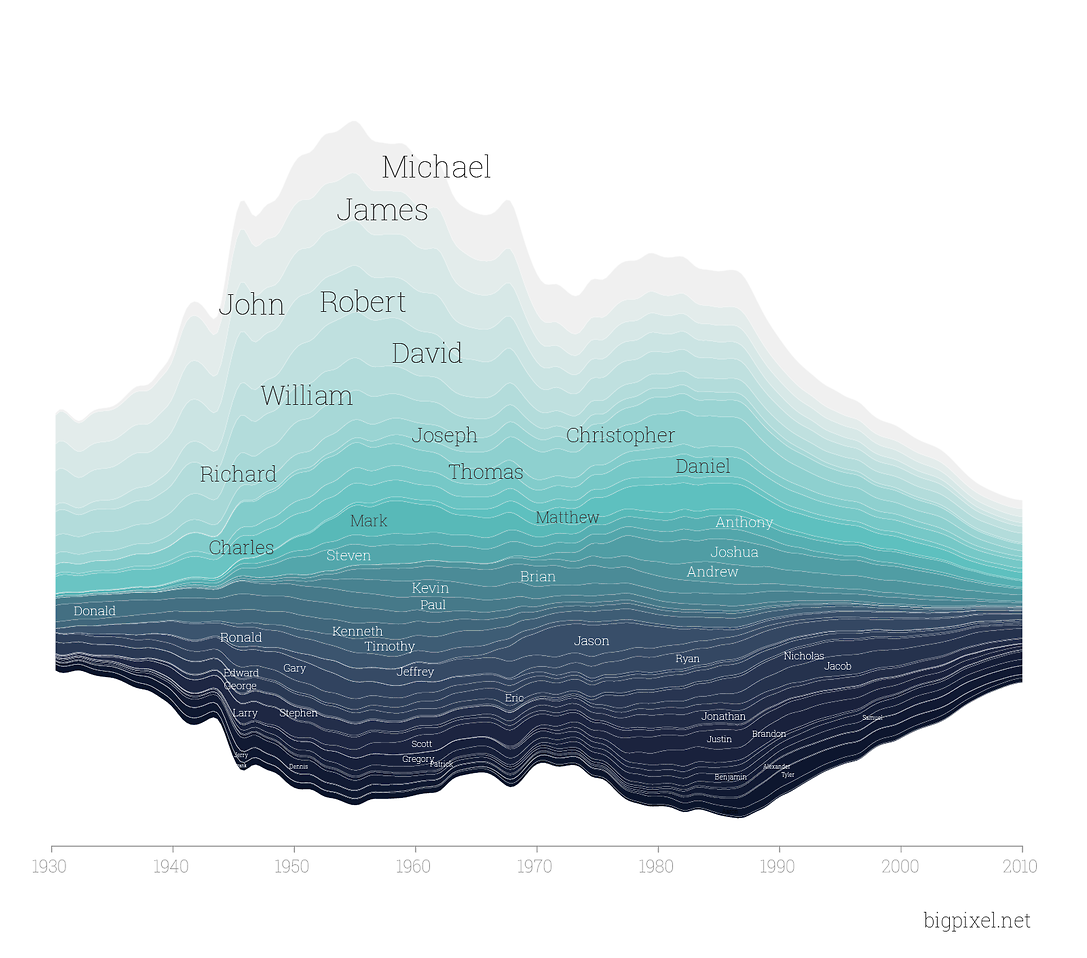 Michael
James
John
Robert
David
William
Joseph
Christopher
Thomas
Daniel
Richard
Mark
Matthew
Anthony
Charles
Steven
Joshua
Andrew
Brian
Kevin
Paul
Donald
Kenneth
Ronald
Timothy
Jason
Ryan
Nicholas
Jacob
Edward
Gary
Jeffrey
George
Eric
Larry
Stephen
Jonathan
Samuel
Brandon
Justin
Scott
Gregory
Patrick
Dennis
Alexander
Tyler
Benjamin
1930 1940 1950 1960 1970 1980 1990 2000 2010
bigpixel.net